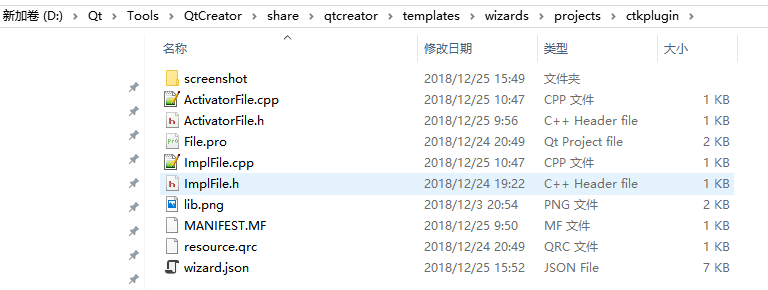 新加卷 (D:) > Qt > Tools > QtCreator > share > qtcreator > templates > wizards > projects > ctkplugin >
名称 修改日期 类型 大小
screenshot 2018/12/25 15:49 文件夹
ActivatorFile.cpp 2018/12/25 10:47 CPP 文件 1 KB
ActivatorFile.h 2018/12/25 9:56 C++ Header file 1 KB
File.pro 2018/12/24 20:49 Qt Project file 2 KB
ImplFile.cpp 2018/12/25 10:47 CPP 文件 1 KB
ImplFile.h 2018/12/24 19:22 C++ Header file 1 KB
lib.png 2018/12/3 20:54 PNG 文件 2 KB
MANIFEST.MF 2018/12/25 9:50 MF 文件 1 KB
resource.qrc 2018/12/24 20:49 QRC 文件 1 KB
wizard.json 2018/12/25 15:52 JSON File 7 KB